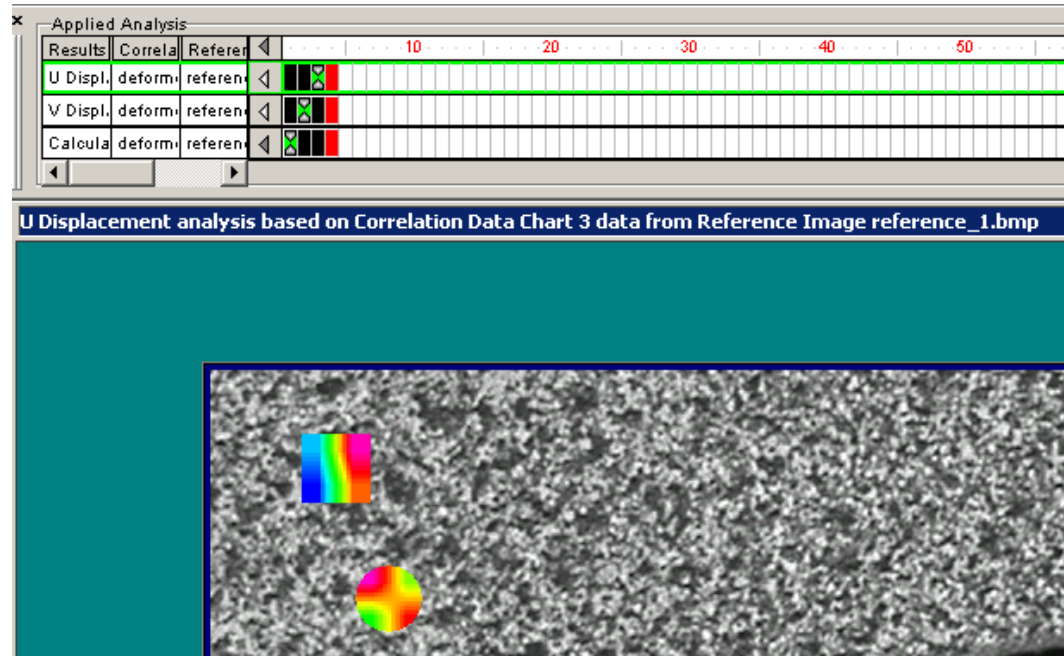 Applied Analysis
Results Correla Referen 10 20 30 40 50
U Displ. deform referen
V Displ. deform referen
Calcula deform referen
U Displacement analysis based on Correlation Data Chart 3 data from Reference Image reference_1.bmp